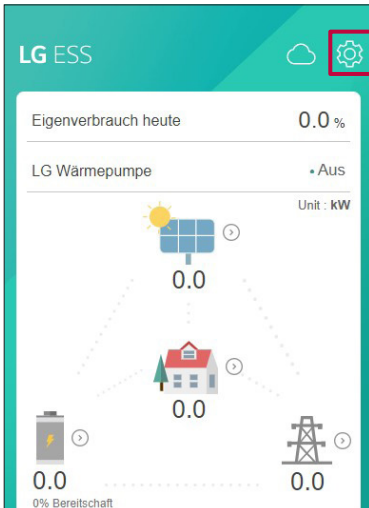 LG ESS
Eigenverbrauch heute 0.0 %
LG Wärmepumpe • Aus
Unit : kW
0.0
0.0
0.0 0.0
0% Bereitschaft